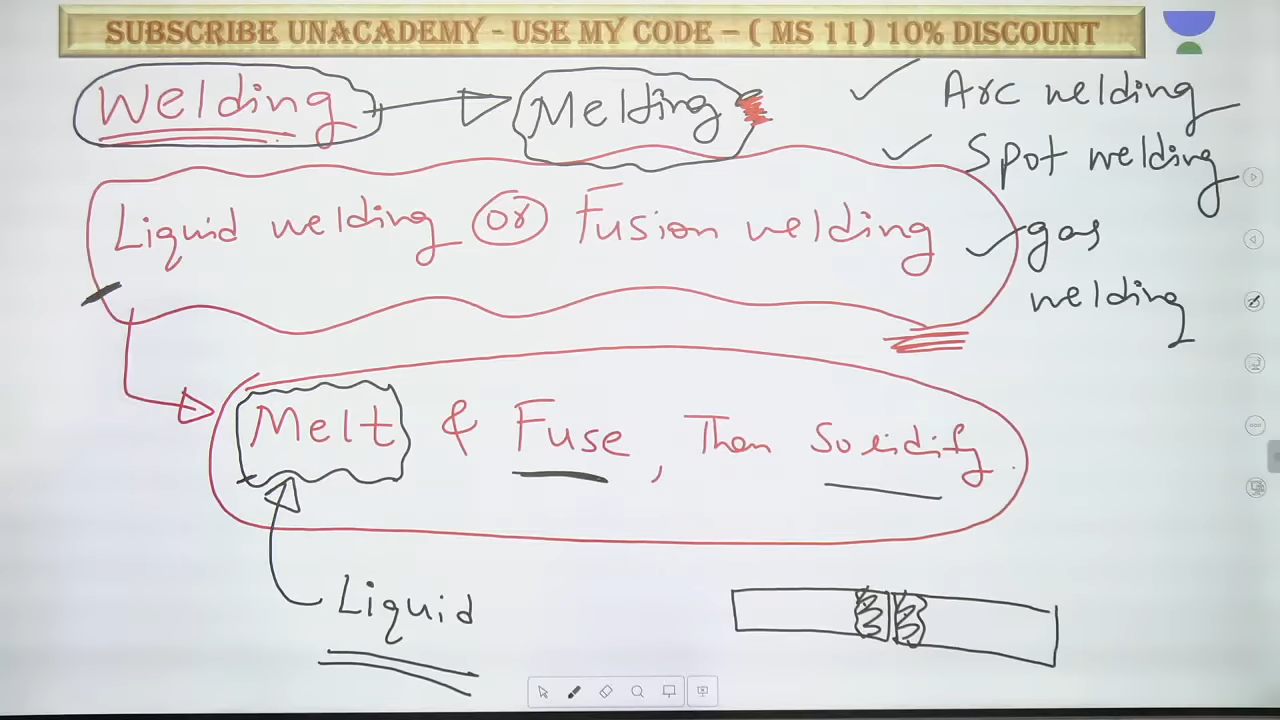 SUBSCRIBE UNACADEMY - USE MY CODE – ( MS 11) 10% DISCOUNT
Welding Melding
Arc welding
Spot welding
gas
welding
Liquid welding or Fusion welding
Melt & Fuse, Then Solidify
Liquid